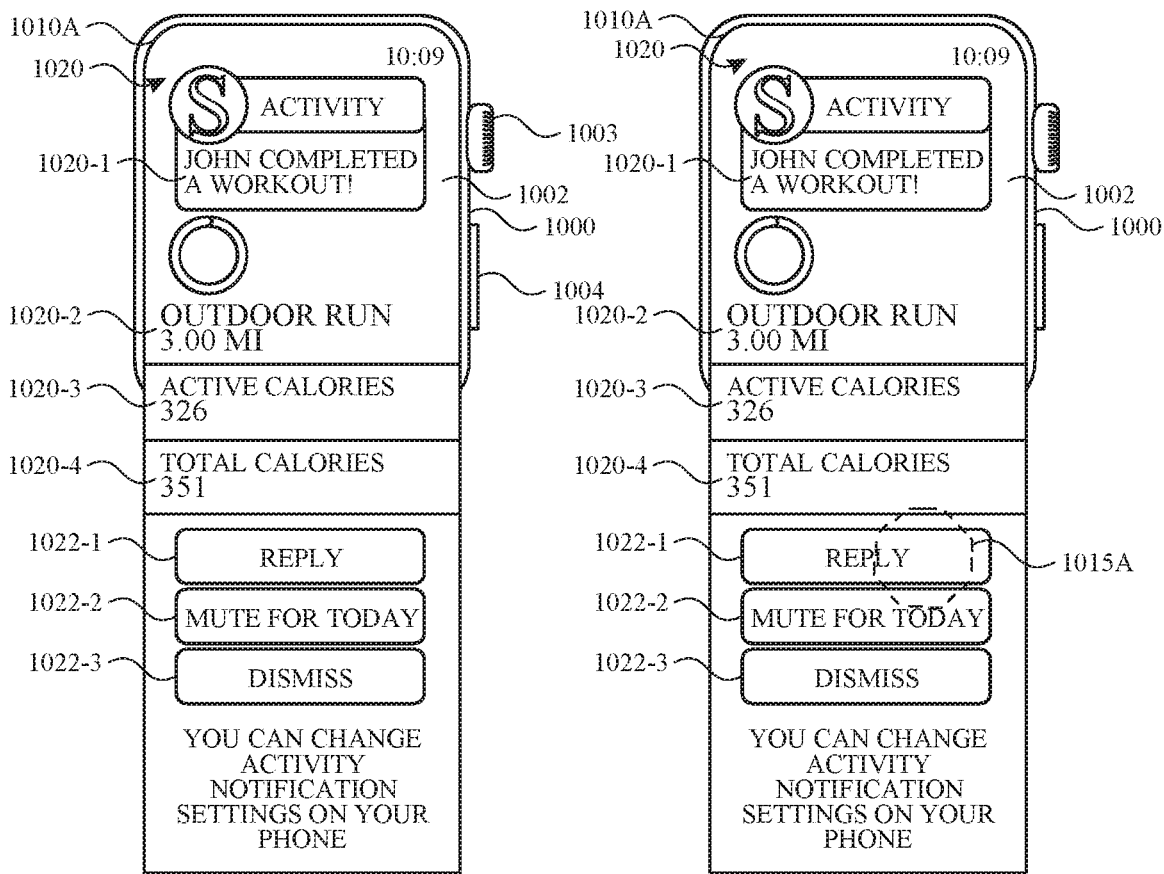 1010A
10:09
1020
S
ACTIVITY
1003
1020-1
JOHN COMPLETED
A WORKOUT!
1002
1000
1004
1020-2
OUTDOOR RUN
3.00 MI
1020-3
ACTIVE CALORIES
326
1020-4
TOTAL CALORIES
351
1022-1
REPLY
1022-2
MUTE FOR TODAY
1022-3
DISMISS
YOU CAN CHANGE
ACTIVITY
NOTIFICATION
SETTINGS ON YOUR
PHONE
1010A
10:09
1020
S
ACTIVITY
1020-1
JOHN COMPLETED
A WORKOUT!
1002
1000
1020-2
OUTDOOR RUN
3.00 MI
1020-3
ACTIVE CALORIES
326
1020-4
TOTAL CALORIES
351
1022-1
REPLY
1015A
1022-2
MUTE FOR TODAY
1022-3
DISMISS
YOU CAN CHANGE
ACTIVITY
NOTIFICATION
SETTINGS ON YOUR
PHONE